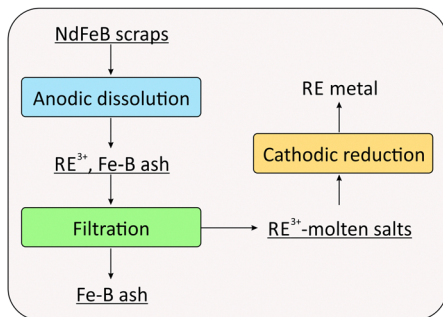 NdFeB scraps
Anodic dissolution
RE³⁺, Fe-B ash
Filtration
Fe-B ash
RE metal
Cathodic reduction
RE³⁺-molten salts